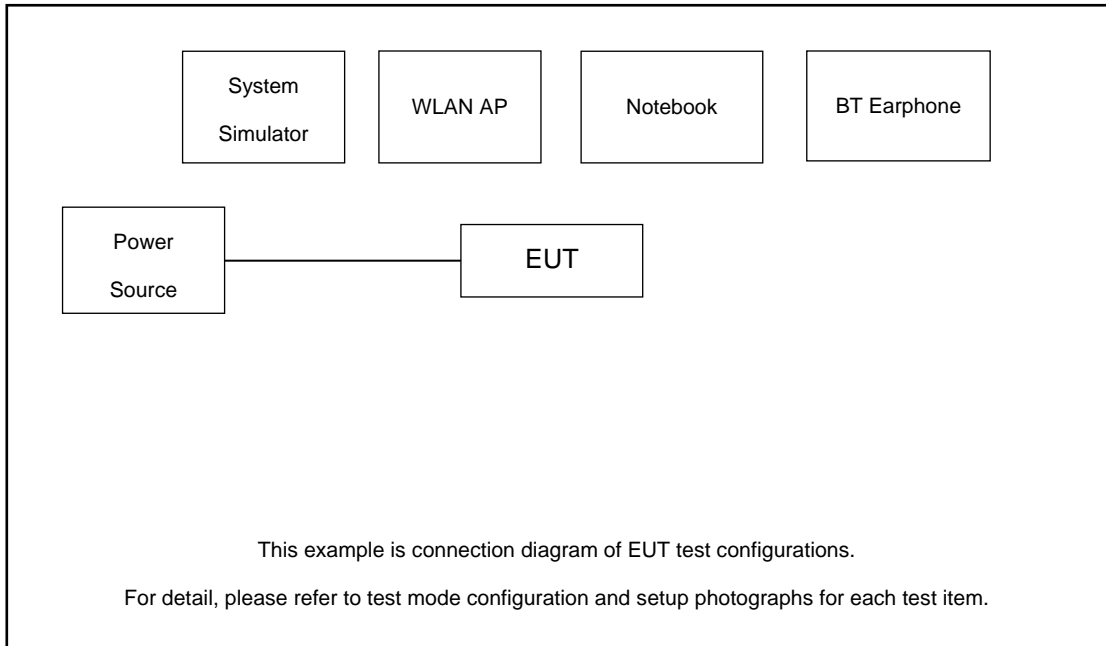 System
Simulator
WLAN AP
Notebook
BT Earphone
Power
Source
EUT
This example is connection diagram of EUT test configurations.
For detail, please refer to test mode configuration and setup photographs for each test item.